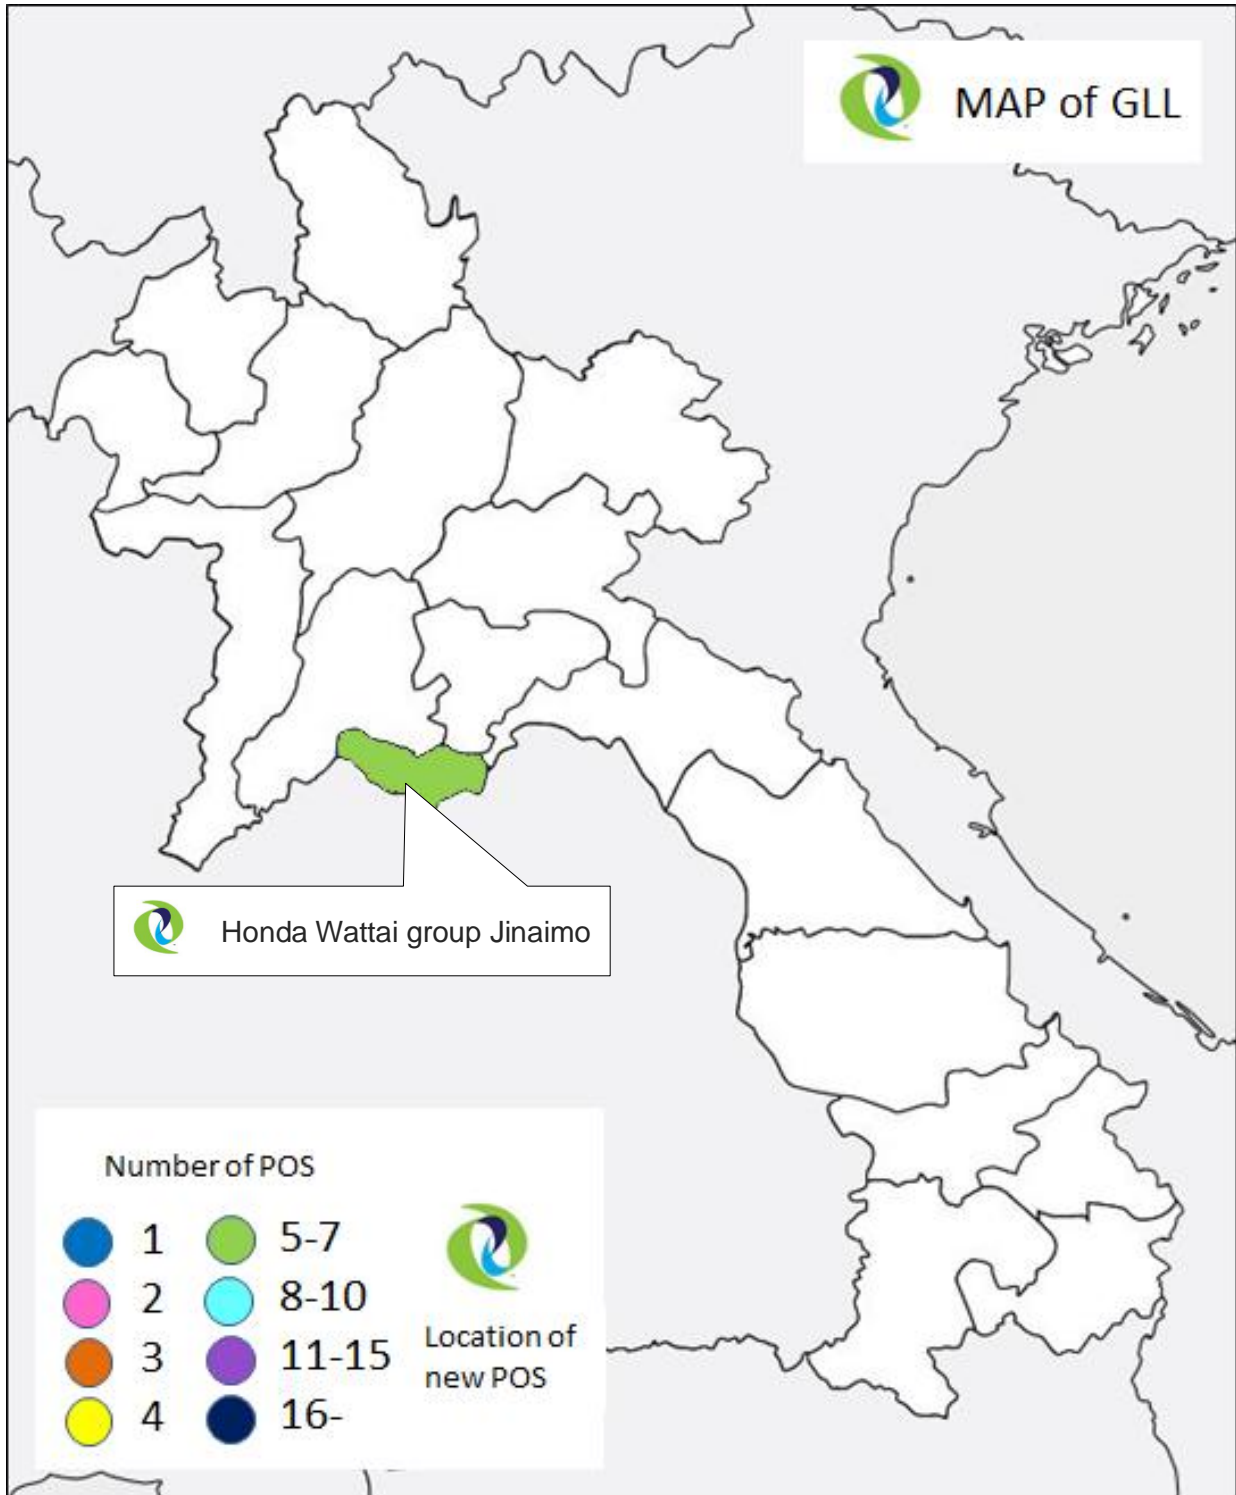 MAP of GLL
Honda Wattai group Jinaimo
Number of POS
1
2
3
4
5-7
8-10
11-15
16-
Location of
new POS